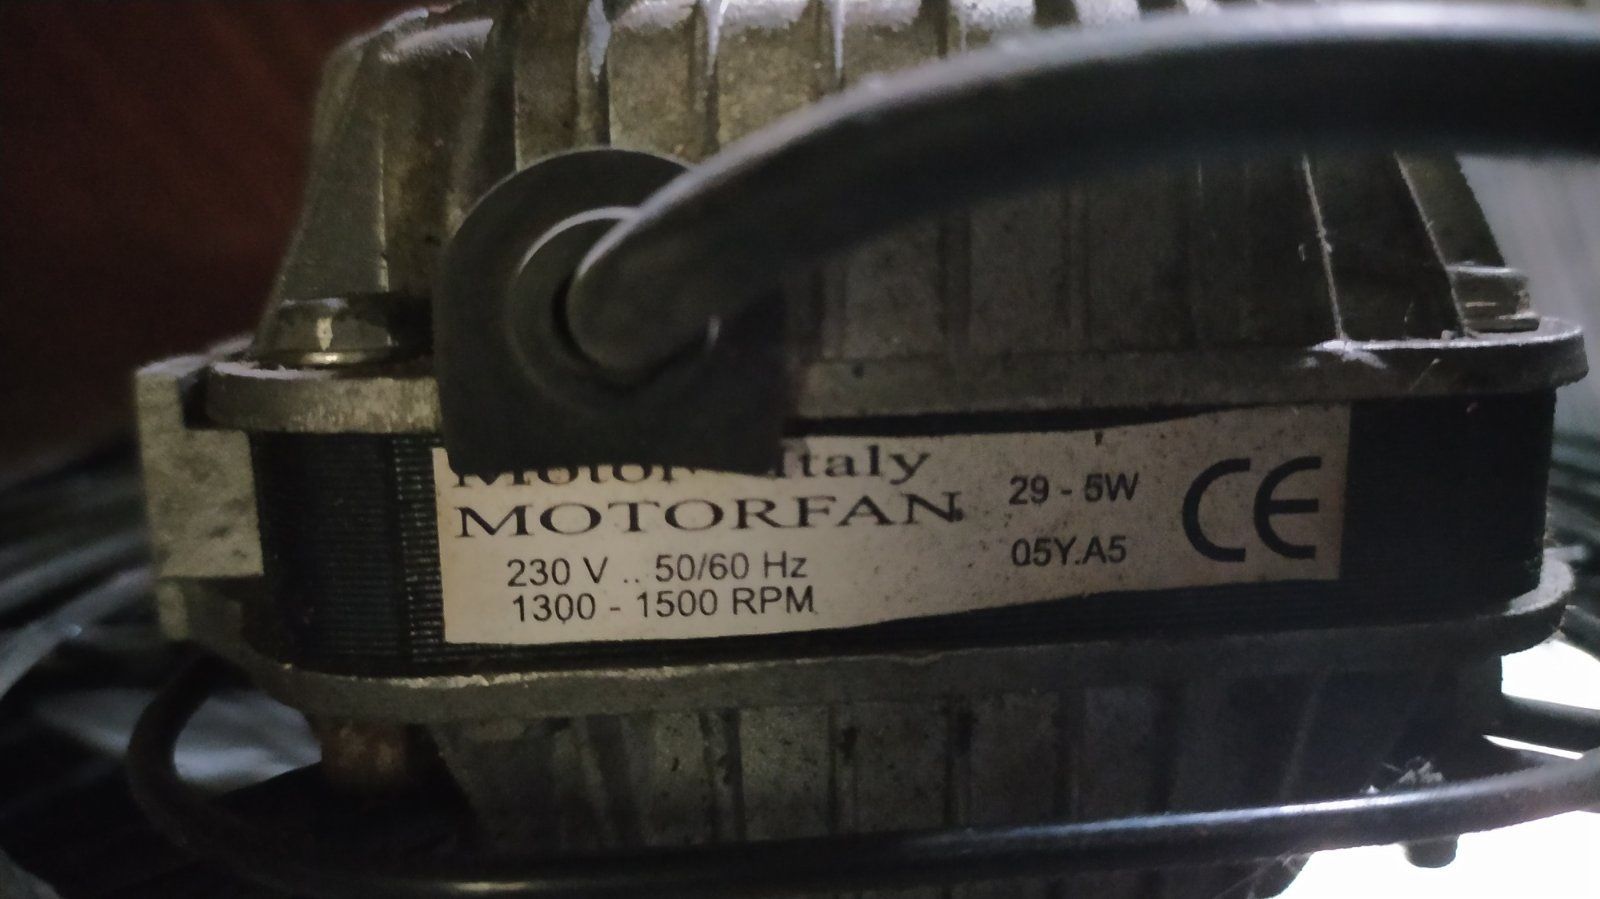 Italy
MOTORFAN
230 V .. 50/60 Hz
1300 - 1500 RPM
29 - 5W
05Y.A5
CE